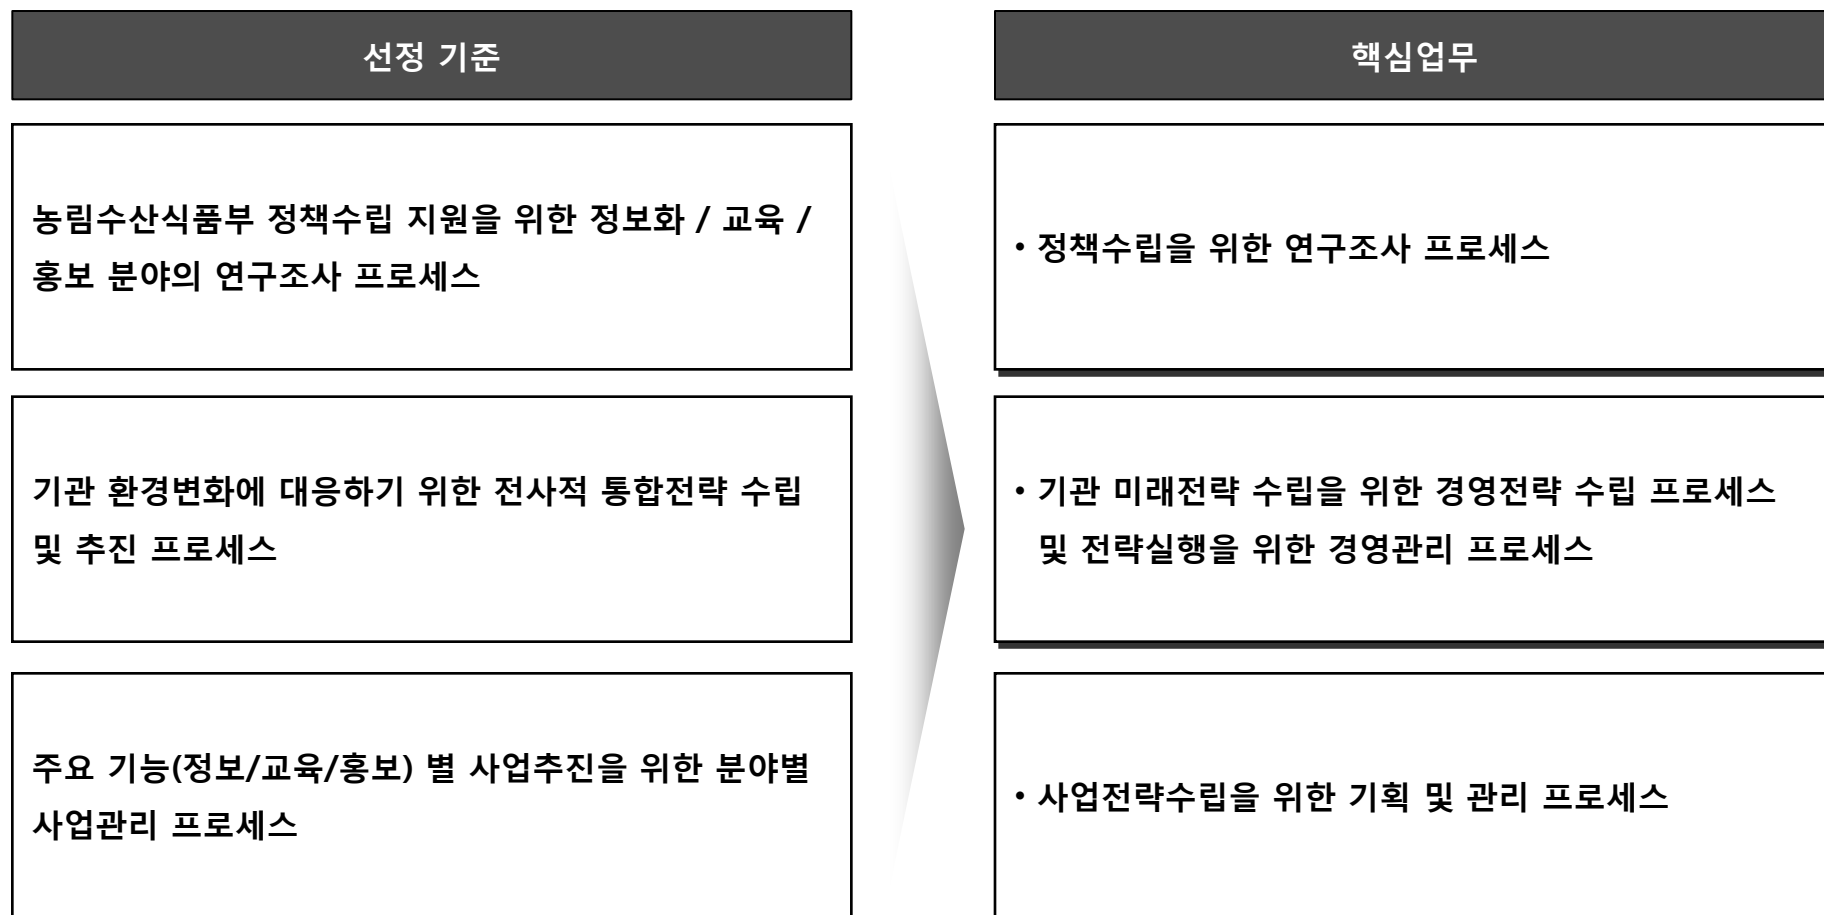 선정 기준
핵심업무
농림수산식품부 정책수립 지원을 위한 정보화 / 교육 /
홍보 분야의 연구조사 프로세스
• 정책수립을 위한 연구조사 프로세스
기관 환경변화에 대응하기 위한 전사적 통합전략 수립
및 추진 프로세스
• 기관 미래전략 수립을 위한 경영전략 수립 프로세스
및 전략실행을 위한 경영관리 프로세스
주요 기능(정보/교육/홍보) 별 사업추진을 위한 분야별
사업관리 프로세스
• 사업전략수립을 위한 기획 및 관리 프로세스